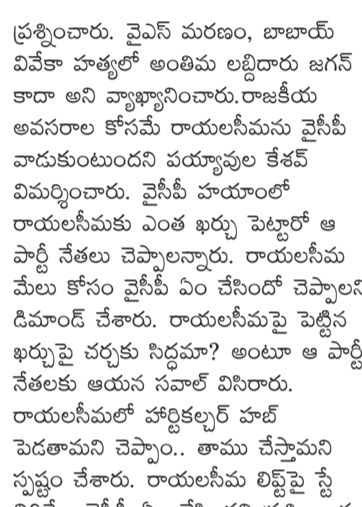 ప్రశ్నించారు. వైఎస్ మరణం, బాబాయ్
వివేకా హత్యలో అంతిమ లబ్దిదారు జగన్
కాదా అని వ్యాఖ్యానించారు.రాజకీయ
అవసరాల కోసమే రాయలసీమను వైసీపీ
వాడుకుంటుందని పయ్యావుల కేశవ్
విమర్శించారు. వైసీపీ హయాంలో
రాయలసీమకు ఎంత ఖర్చు పెట్టారో ఆ
పార్టీ నేతలు చెప్పాలన్నారు. రాయలసీమ
మేలు కోసం వైసీపీ ఏం చేసిందో చెప్పాలని
డిమాండ్ చేశారు. రాయలసీమపై పెట్టిన
ఖర్చుపై చర్చకు సిద్ధమా? అంటూ ఆ పార్టీ
నేతలకు ఆయన సవాల్ విసిరారు.
రాయలసీమలో హార్టికల్చర్ హబ్
పెడతామని చెప్పాం.. తాము చేస్తామని
స్పష్టం చేశారు. రాయలసీమ లిఫ్ట్‌పై స్టే